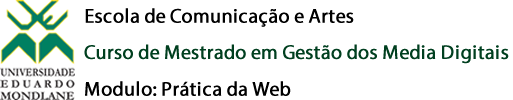 Escola de Comunicação e Artes
Curso de Mestrado em Gestão dos Media Digitais
Modulo: Prática da Web
UNIVERSIDADE
EDUARDO
MONDLANE